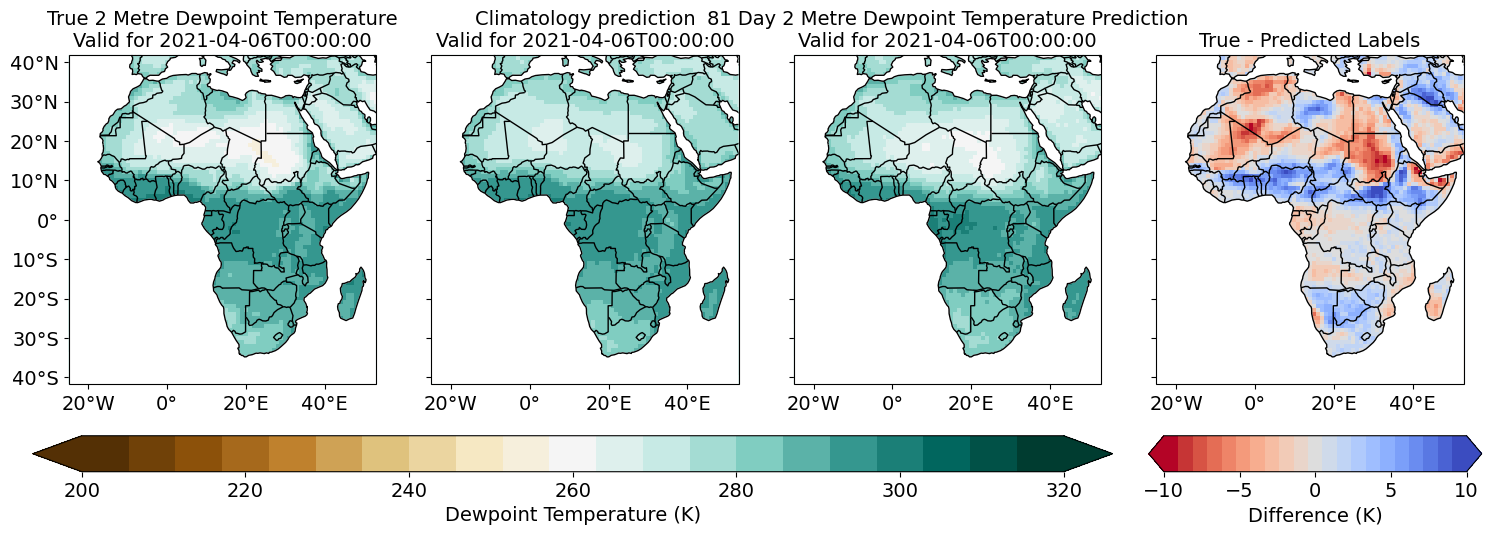 True 2 Metre Dewpoint Temperature
Valid for 2021-04-06T00:00:00
Climatology prediction  81 Day 2 Metre Dewpoint Temperature Prediction
Valid for 2021-04-06T00:00:00
Valid for 2021-04-06T00:00:00
True - Predicted Labels
40°N
30°N
20°N
10°N
0°
10°S
20°S
30°S
40°S
20°W 0° 20°E 40°E
20°W 0° 20°E 40°E
20°W 0° 20°E 40°E
20°W 0° 20°E 40°E
200 220 240 260 280 300 320
Dewpoint Temperature (K)
−10 −5 0 5 10
Difference (K)